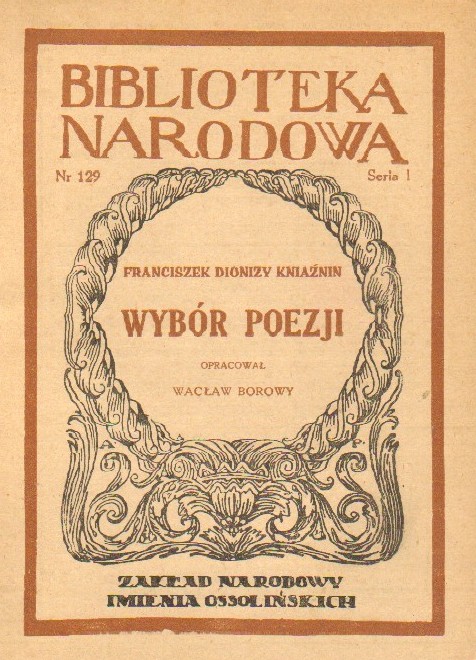 BIBLIOTEKA
NARODOWA
Nr 129 Seria I
FRANCISZEK DIONIZY KNIAŹNIN
WYBÓR POEZJI
OPRACOWAŁ
WACŁAW BOROWY
ZAKŁAD NARODOWY
IMIENIA OSSOLIŃSKICH